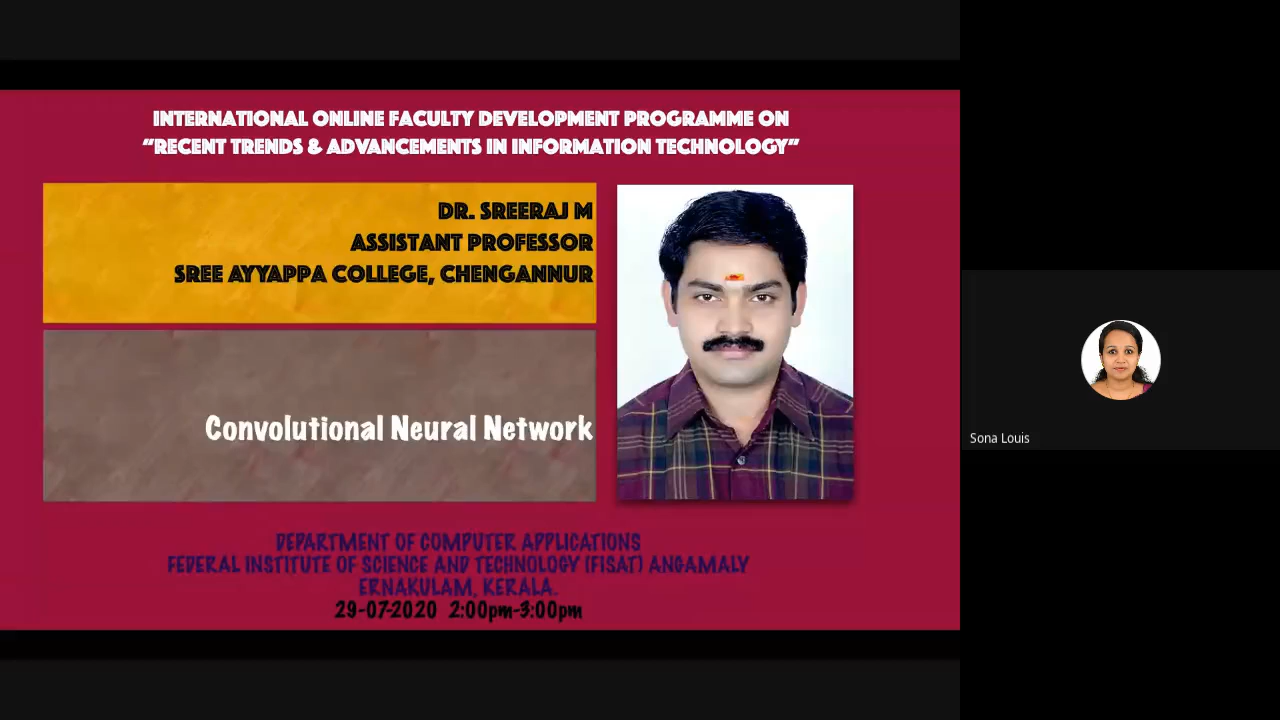 INTERNATIONAL ONLINE FACULTY DEVELOPMENT PROGRAMME ON
"RECENT TRENDS & ADVANCEMENTS IN INFORMATION TECHNOLOGY"
DR. SREERAJ M
ASSISTANT PROFESSOR
SREE AYYAPPA COLLEGE, CHENGANNUR
Convolutional Neural Network
DEPARTMENT OF COMPUTER APPLICATIONS
FEDERAL INSTITUTE OF SCIENCE AND TECHNOLOGY (FISAT) ANGAMALY
ERNAKULAM, KERALA.
29-07-2020 2:00pm-3:00pm
Sona Louis